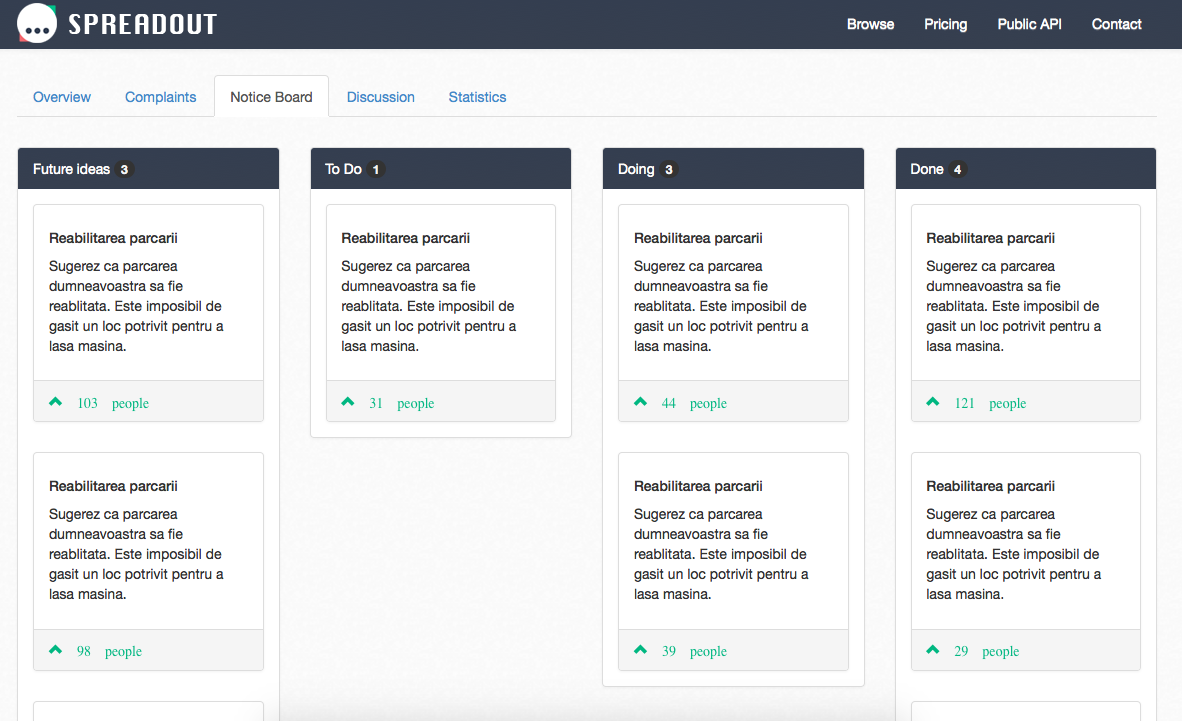 SPREADOUT
Browse
Pricing
Public API
Contact
Overview
Complaints
Notice Board
Discussion
Statistics
Future ideas 3
Reabilitarea parcarii
Sugerez ca parcarea
dumneavoastra sa fie
reablitata. Este imposibil de
gasit un loc potrivit pentru a
lasa masina.
103 people
Reabilitarea parcarii
Sugerez ca parcarea
dumneavoastra sa fie
reablitata. Este imposibil de
gasit un loc potrivit pentru a
lasa masina.
98 people
To Do 1
Reabilitarea parcarii
Sugerez ca parcarea
dumneavoastra sa fie
reablitata. Este imposibil de
gasit un loc potrivit pentru a
lasa masina.
31 people
Doing 3
Reabilitarea parcarii
Sugerez ca parcarea
dumneavoastra sa fie
reablitata. Este imposibil de
gasit un loc potrivit pentru a
lasa masina.
44 people
Reabilitarea parcarii
Sugerez ca parcarea
dumneavoastra sa fie
reablitata. Este imposibil de
gasit un loc potrivit pentru a
lasa masina.
39 people
Done 4
Reabilitarea parcarii
Sugerez ca parcarea
dumneavoastra sa fie
reablitata. Este imposibil de
gasit un loc potrivit pentru a
lasa masina.
121 people
Reabilitarea parcarii
Sugerez ca parcarea
dumneavoastra sa fie
reablitata. Este imposibil de
gasit un loc potrivit pentru a
lasa masina.
29 people